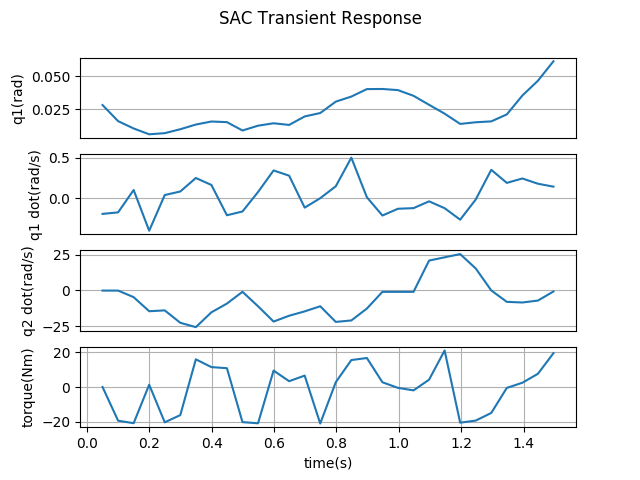 SAC Transient Response
q1(rad)
0.050
0.025
q1 dot(rad/s)
0.5
0.0
q2 dot(rad/s)
25
0
−25
torque(Nm)
20
0
−20
0.0 0.2 0.4 0.6 0.8 1.0 1.2 1.4
time(s)